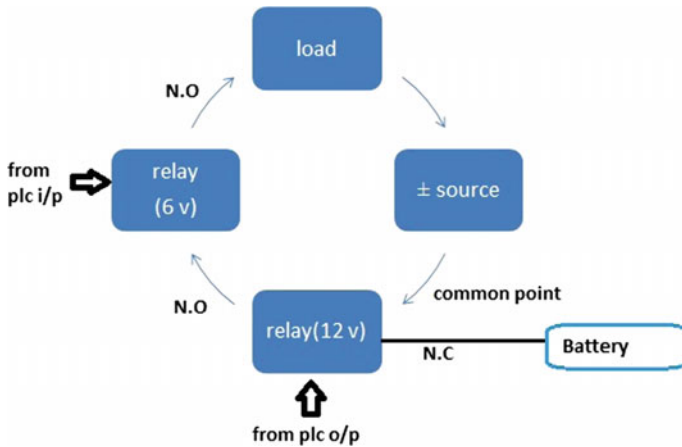 load
N.O
from
plc i/p
relay
(6 v)
± source
N.O
common point
relay(12 v)
N.C
Battery
from plc o/p